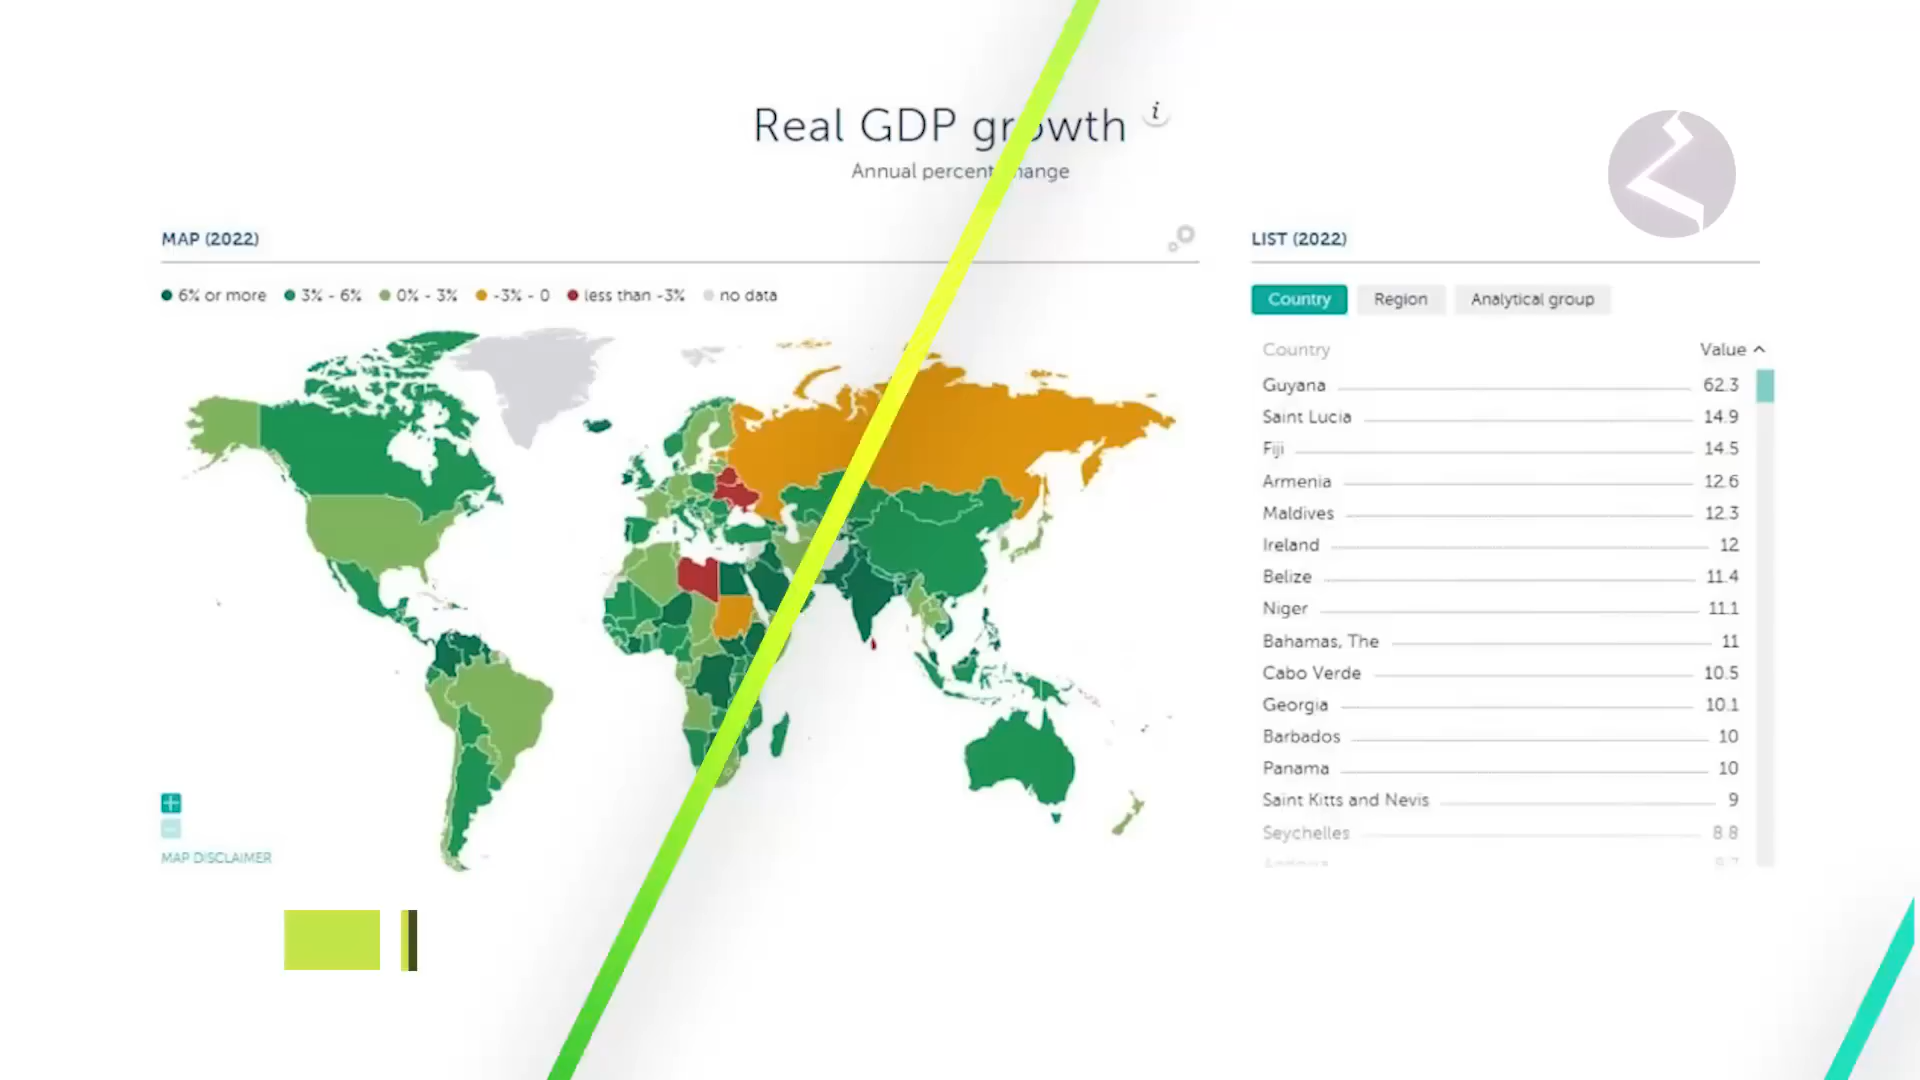 Real GDP growth i
Annual percent change
MAP (2022)
6% or more 3% - 6% 0% - 3% -3% - 0 less than -3% no data
MAP DISCLAIMER
LIST (2022)
Country Region Analytical group
Country Value
Guyana 62.3
Saint Lucia 14.9
Fiji 14.5
Armenia 12.6
Maldives 12.3
Ireland 12
Belize 11.4
Niger 11.1
Bahamas, The 11
Cabo Verde 10.5
Georgia 10.1
Barbados 10
Panama 10
Saint Kitts and Nevis 9
Seychelles 8.8